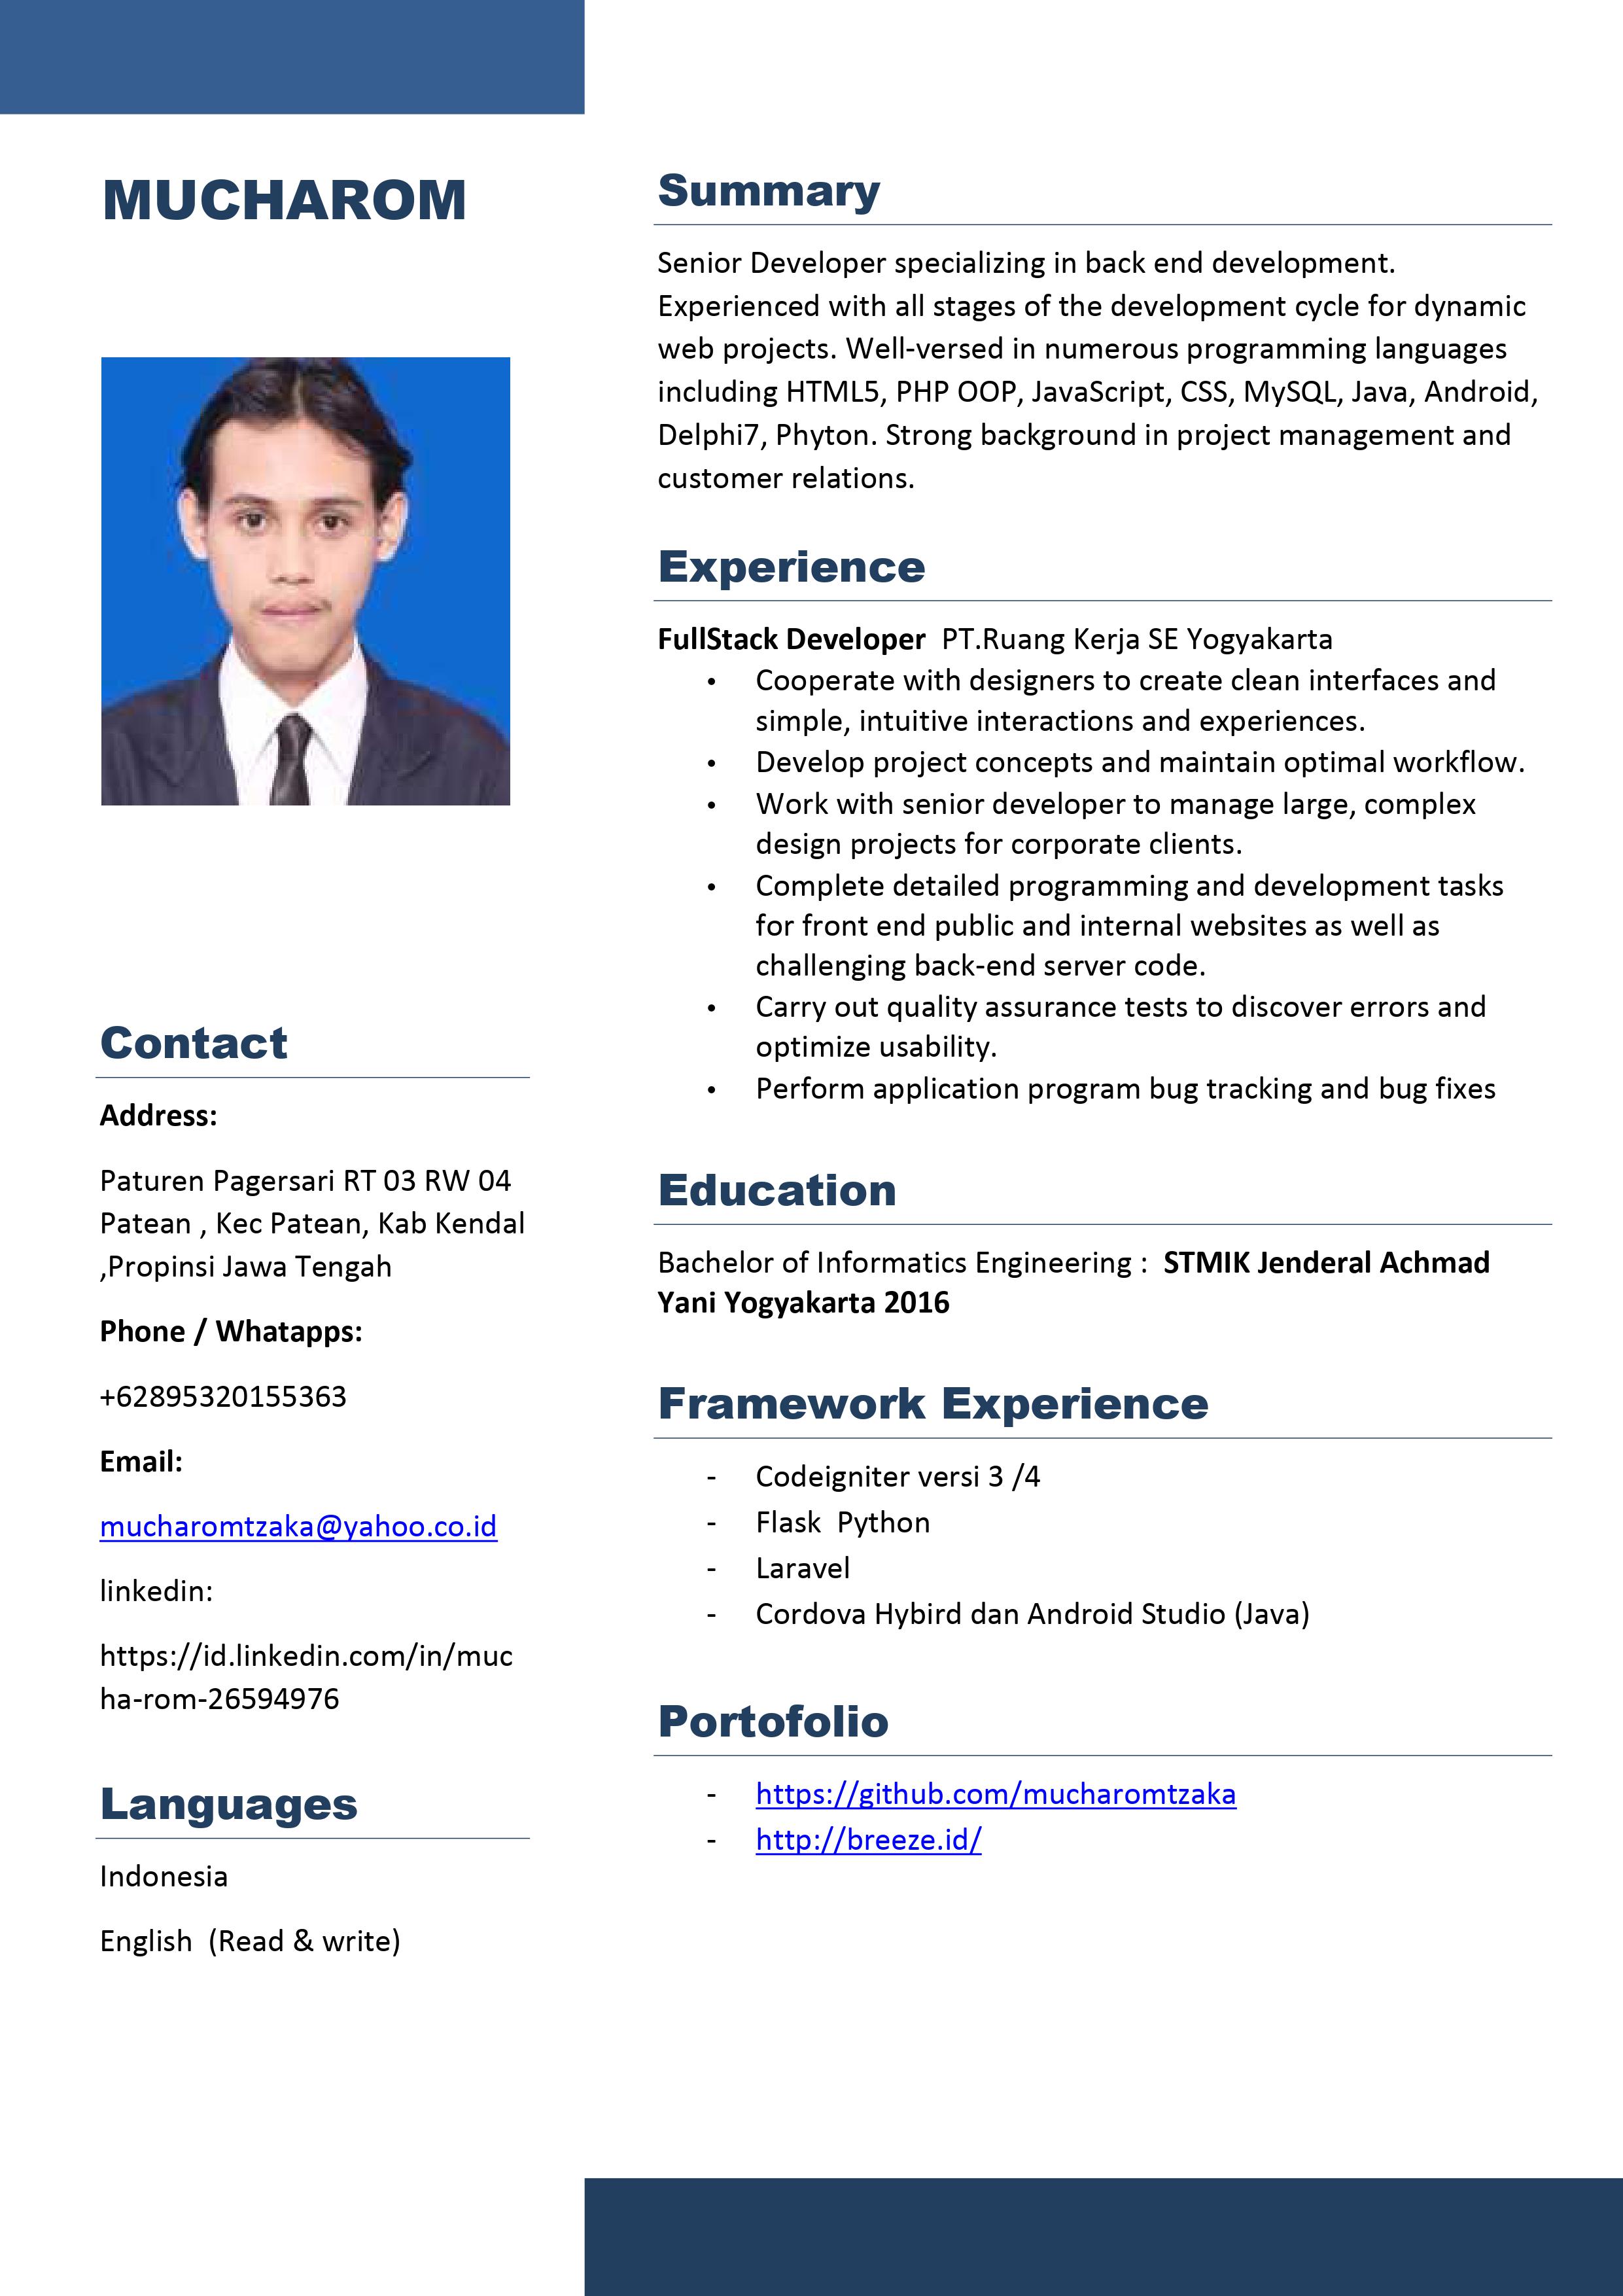 MUCHAROM
Contact
Address:
Paturen Pagersari RT 03 RW 04
Patean , Kec Patean, Kab Kendal
,Propinsi Jawa Tengah
Phone / Whatapps:
+62895320155363
Email:
mucharomtzaka@yahoo.co.id
linkedin:
https://id.linkedin.com/in/muc
ha-rom-26594976
Languages
Indonesia
English  (Read & write)
Summary
Senior Developer specializing in back end development.
Experienced with all stages of the development cycle for dynamic
web projects. Well-versed in numerous programming languages
including HTML5, PHP OOP, JavaScript, CSS, MySQL, Java, Android,
Delphi7, Phyton. Strong background in project management and
customer relations.
Experience
FullStack Developer  PT.Ruang Kerja SE Yogyakarta
• Cooperate with designers to create clean interfaces and
simple, intuitive interactions and experiences.
• Develop project concepts and maintain optimal workflow.
• Work with senior developer to manage large, complex
design projects for corporate clients.
• Complete detailed programming and development tasks
for front end public and internal websites as well as
challenging back-end server code.
• Carry out quality assurance tests to discover errors and
optimize usability.
• Perform application program bug tracking and bug fixes
Education
Bachelor of Informatics Engineering :  STMIK Jenderal Achmad
Yani Yogyakarta 2016
Framework Experience
- Codeigniter versi 3 /4
- Flask  Python
- Laravel
- Cordova Hybird dan Android Studio (Java)
Portofolio
- https://github.com/mucharomtzaka
- http://breeze.id/